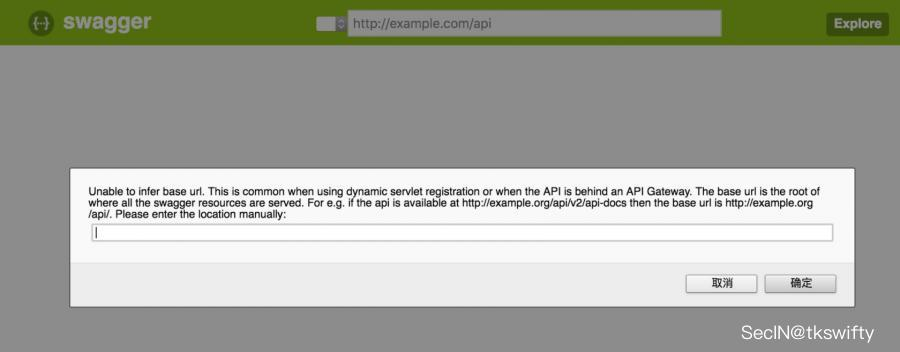 {···} swagger
http://example.com/api
Explore
Unable to infer base url. This is common when using dynamic servlet registration or when the API is behind an API Gateway. The base url is the root of
where all the swagger resources are served. For e.g. if the api is available at http://example.org/api/v2/api-docs then the base url is http://example.org
/api/. Please enter the location manually:
取消
确定
SecIN@tkswifty